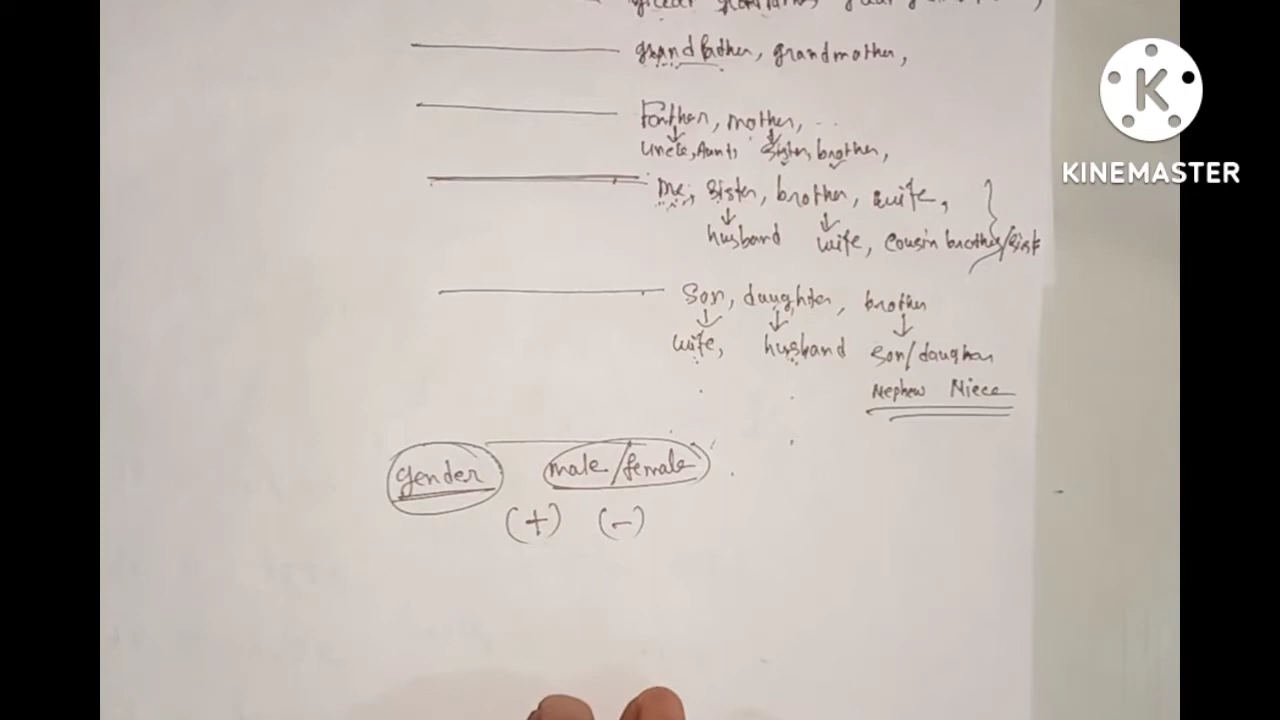 grandfather, grandmother,
Father, mother, ...
Uncle, Aunt, Sister, brother,
Me, Sister, brother, wife,
husband wife, Cousin brother/Sist
Son, daughter, brother
wife, husband Son/daughter
Nephew Niece
gender male/female
(+) (-)
K
KINEMASTER